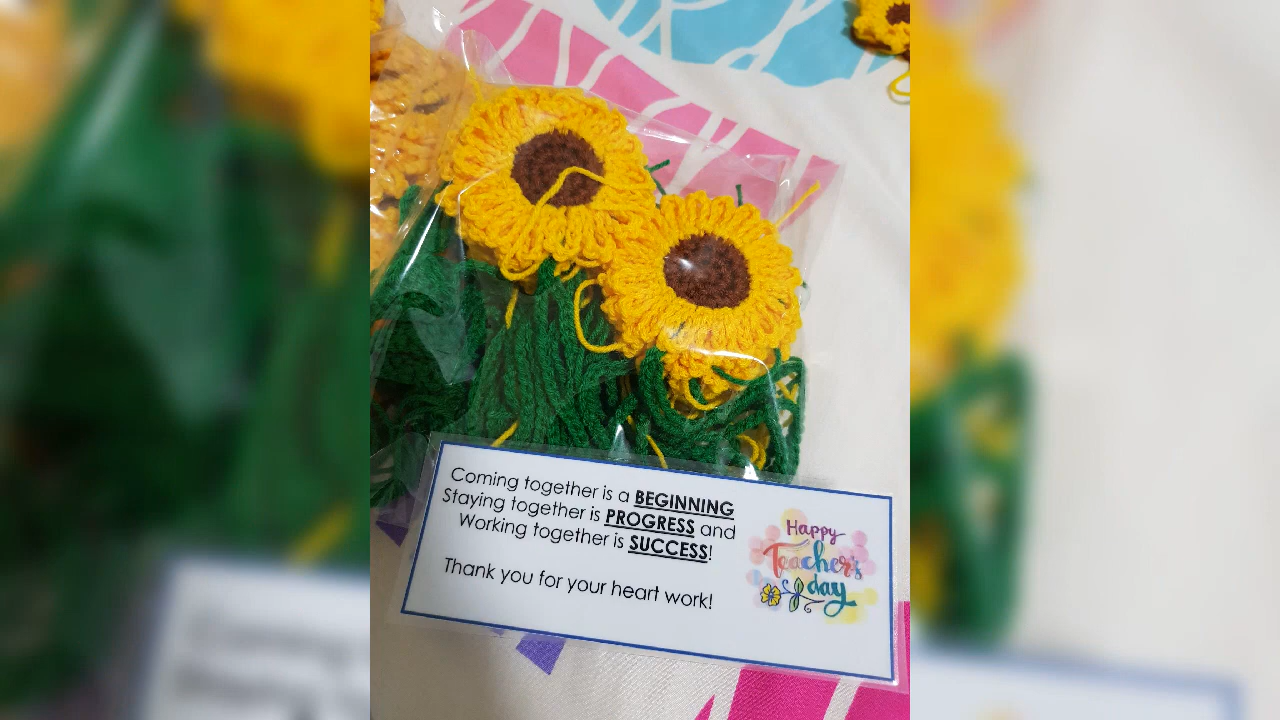 Coming together is a BEGINNING
Staying together is PROGRESS and
Working together is SUCCESS!
Thank you for your heart work!
Happy
Teacher's
day